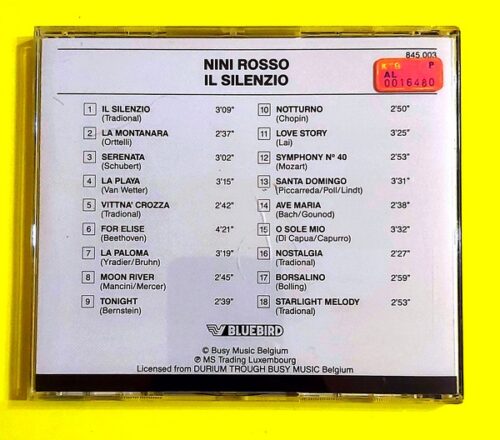 845 003
NINI ROSSO
IL SILENZIO
KTG P
AL
0016480
1 IL SILENZIO 3'09"
(Tradional)
2 LA MONTANARA 2'37"
(Orttelli)
3 SERENATA 3'02"
(Schubert)
4 LA PLAYA 3'15"
(Van Wetter)
5 VITTNA' CROZZA 2'42"
(Tradional)
6 FOR ELISE 4'21"
(Beethoven)
7 LA PALOMA 3'19"
(Yradier/Bruhn)
8 MOON RIVER 2'45"
(Mancini/Mercer)
9 TONIGHT 2'39"
(Bernstein)
10 NOTTURNO 2'50"
(Chopin)
11 LOVE STORY 3'25"
(Lai)
12 SYMPHONY Nº 40 2'53"
(Mozart)
13 SANTA DOMINGO 3'31"
(Piccarreda/Poll/Lindt)
14 AVE MARIA 2'38"
(Bach/Gounod)
15 O SOLE MIO 3'32"
(Di Capua/Capurro)
16 NOSTALGIA 2'27"
(Tradional)
17 BORSALINO 2'59"
(Bolling)
18 STARLIGHT MELODY 2'53"
(Tradional)
BLUEBIRD
© Busy Music Belgium
℗ MS Trading Luxembourg
Licensed from DURIUM TROUGH BUSY MUSIC Belgium